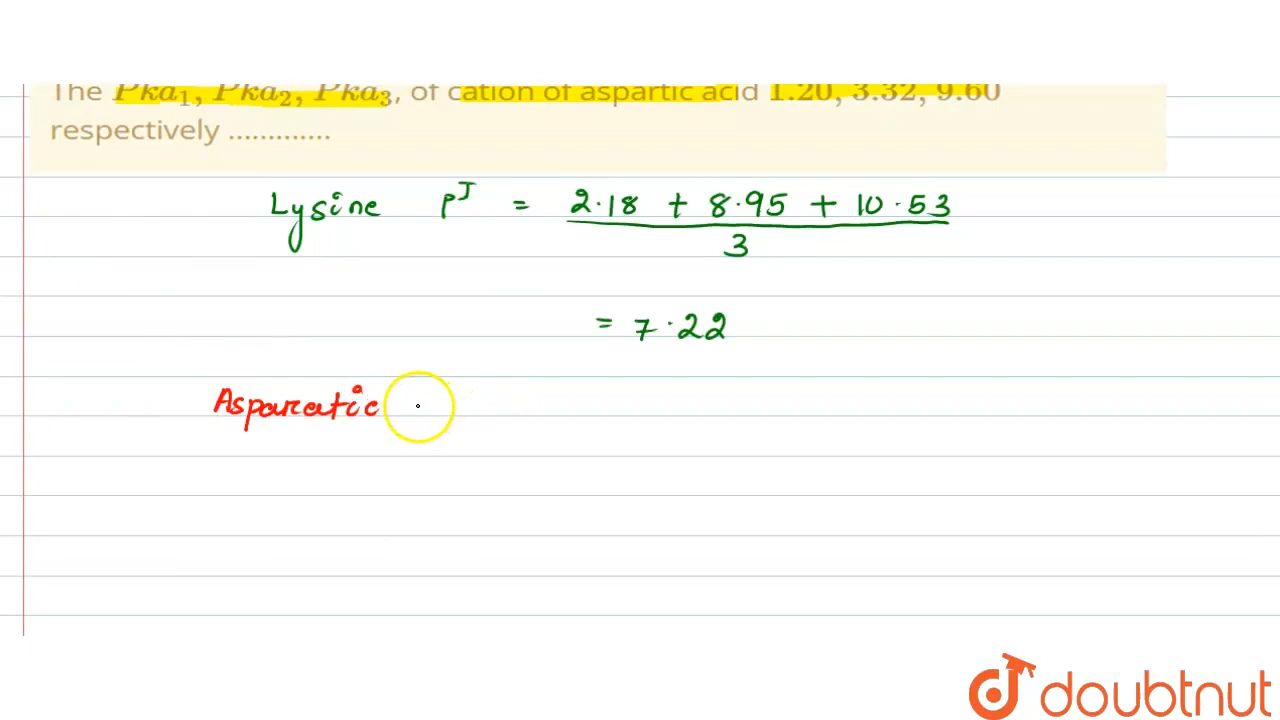 The Pka₁, Pka₂, Pka₃, of cation of aspartic acid 1.20, 3.32, 9.60
respectively .............
Lysine pI = 2.18 + 8.95 + 10.53
3
= 7.22
Asparatic
doubtnut